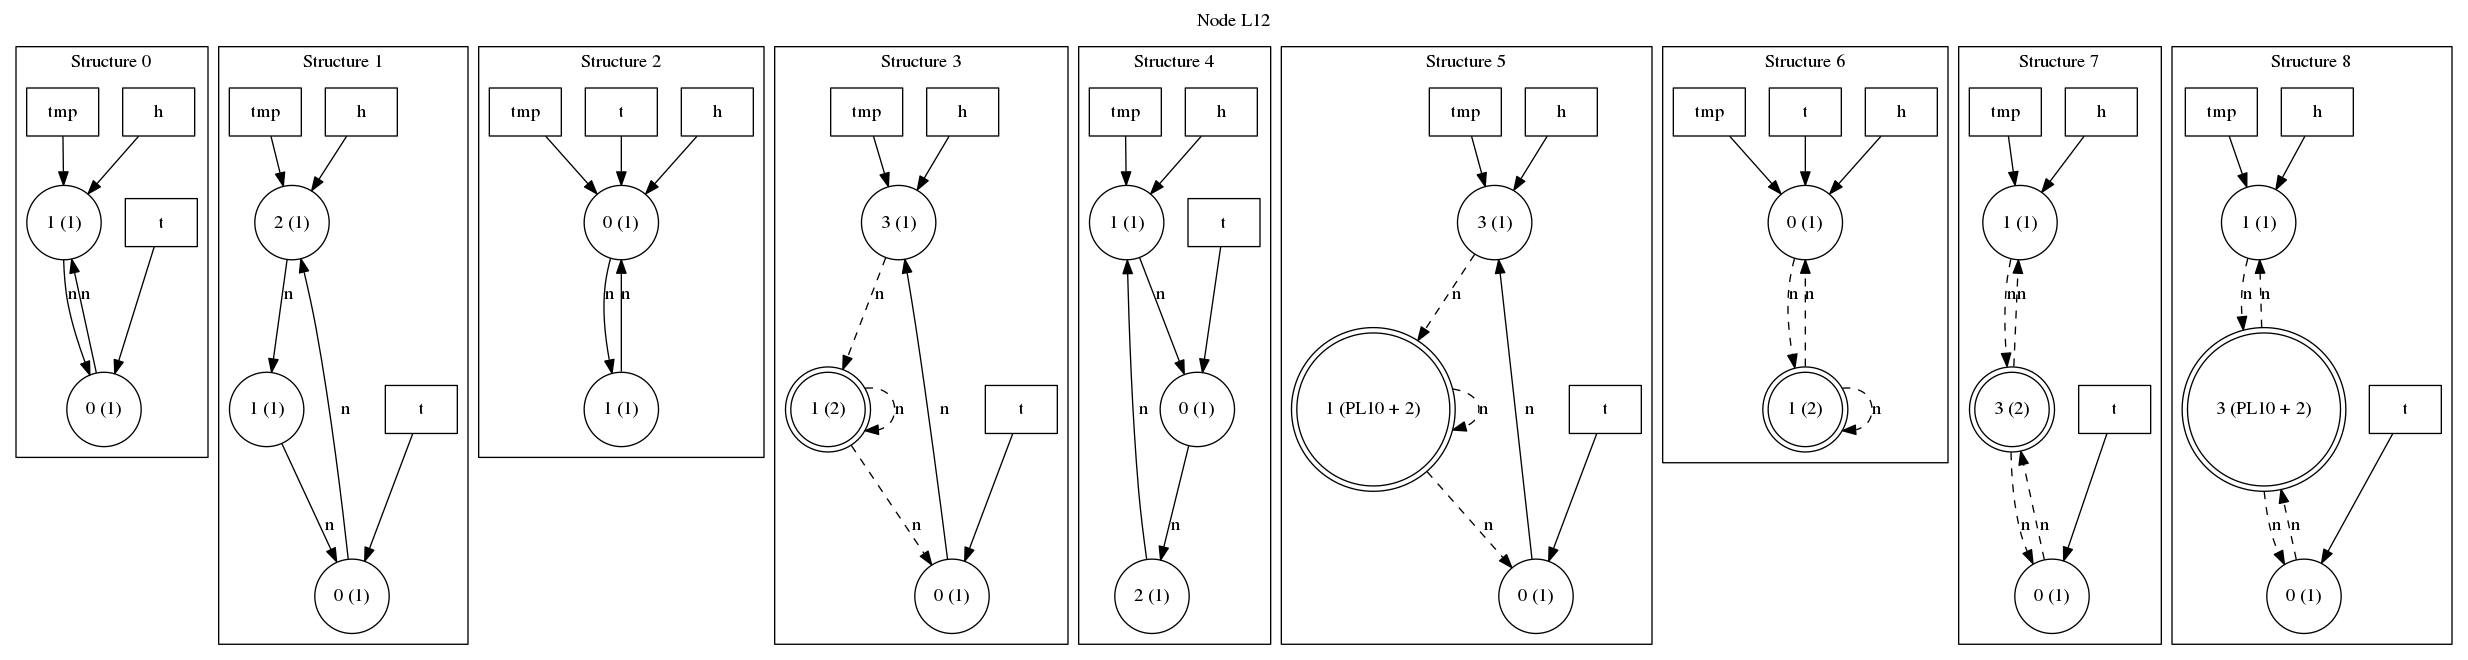 Node L12
Structure 0
tmp
h
1 (1)
t
n
n
0 (1)
Structure 1
tmp
h
2 (1)
n
1 (1)
n
t
n
0 (1)
Structure 2
tmp
t
h
0 (1)
n
n
1 (1)
Structure 3
tmp
h
3 (1)
n
1 (2)
n
n
t
n
0 (1)
Structure 4
tmp
h
1 (1)
t
n
n
0 (1)
n
2 (1)
Structure 5
tmp
h
3 (1)
n
1 (PL10 + 2)
n
n
t
n
0 (1)
Structure 6
tmp
t
h
0 (1)
n
n
1 (2)
n
Structure 7
tmp
h
1 (1)
n
n
3 (2)
t
n
n
0 (1)
Structure 8
tmp
h
1 (1)
n
n
3 (PL10 + 2)
t
n
n
0 (1)